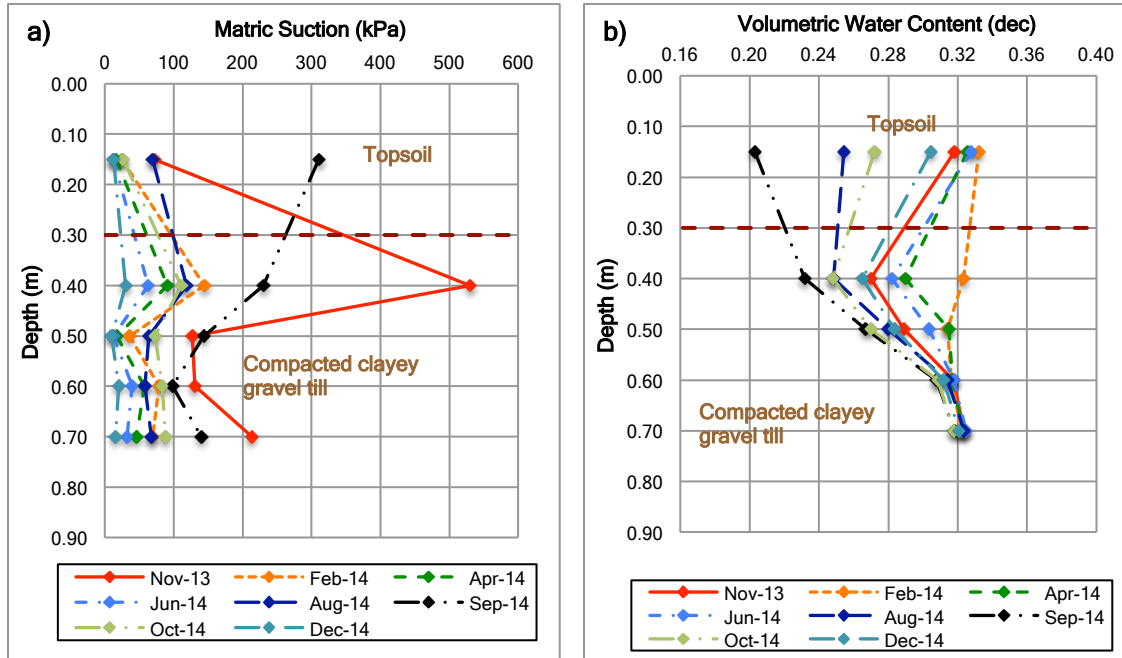 a)
Matric Suction (kPa)
0 100 200 300 400 500 600
0.00
0.10
0.20
0.30
0.40
0.50
0.60
0.70
0.80
0.90
Depth (m)
Topsoil
Compacted clayey
gravel till
Nov-13 Feb-14 Apr-14
Jun-14 Aug-14 Sep-14
Oct-14 Dec-14
b)
Volumetric Water Content (dec)
0.16 0.20 0.24 0.28 0.32 0.36 0.40
0.00
0.10
0.20
0.30
0.40
0.50
0.60
0.70
0.80
0.90
Depth (m)
Topsoil
Compacted clayey
gravel till
Nov-13 Feb-14 Apr-14
Jun-14 Aug-14 Sep-14
Oct-14 Dec-14